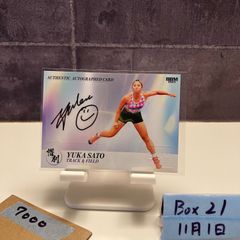 AUTHENTIC AUTOGRAPHED CARD
BBM
YUKA SATO
TRACK & FIELD
7000
Box 21
11月1日